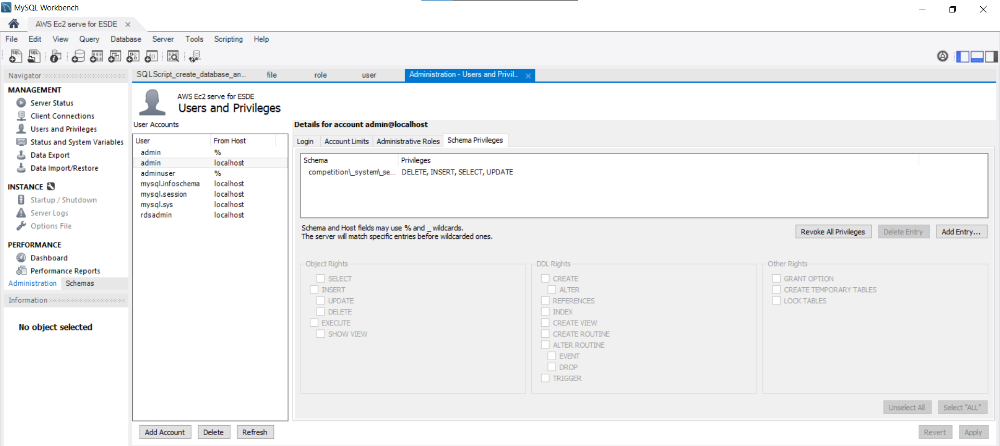 MySQL Workbench
AWS Ec2 serve for ESDE
File Edit View Query Database Server Tools Scripting Help
Navigator
MANAGEMENT
Server Status
Client Connections
Users and Privileges
Status and System Variables
Data Export
Data Import/Restore
INSTANCE
Startup / Shutdown
Server Logs
Options File
PERFORMANCE
Dashboard
Performance Reports
Administration Schemas
Information
No object selected
SQLScript_create_database_an... file role user Administration - Users and Privil...
AWS Ec2 serve for ESDE
Users and Privileges
User Accounts
User From Host
admin %
admin localhost
adminuser %
mysql.infoschema localhost
mysql.session localhost
mysql.sys localhost
rdsadmin localhost
Add Account Delete Refresh
Details for account admin@localhost
Login Account Limits Administrative Roles Schema Privileges
Schema Privileges
competition\_system\_se... DELETE, INSERT, SELECT, UPDATE
Schema and Host fields may use % and _ wildcards.
The server will match specific entries before wildcarded ones.
Revoke All Privileges Delete Entry Add Entry...
Object Rights
SELECT
INSERT
UPDATE
DELETE
EXECUTE
SHOW VIEW
DDL Rights
CREATE
ALTER
REFERENCES
INDEX
CREATE VIEW
CREATE ROUTINE
ALTER ROUTINE
EVENT
DROP
TRIGGER
Other Rights
GRANT OPTION
CREATE TEMPORARY TABLES
LOCK TABLES
Unselect All Select "ALL"
Revert Apply